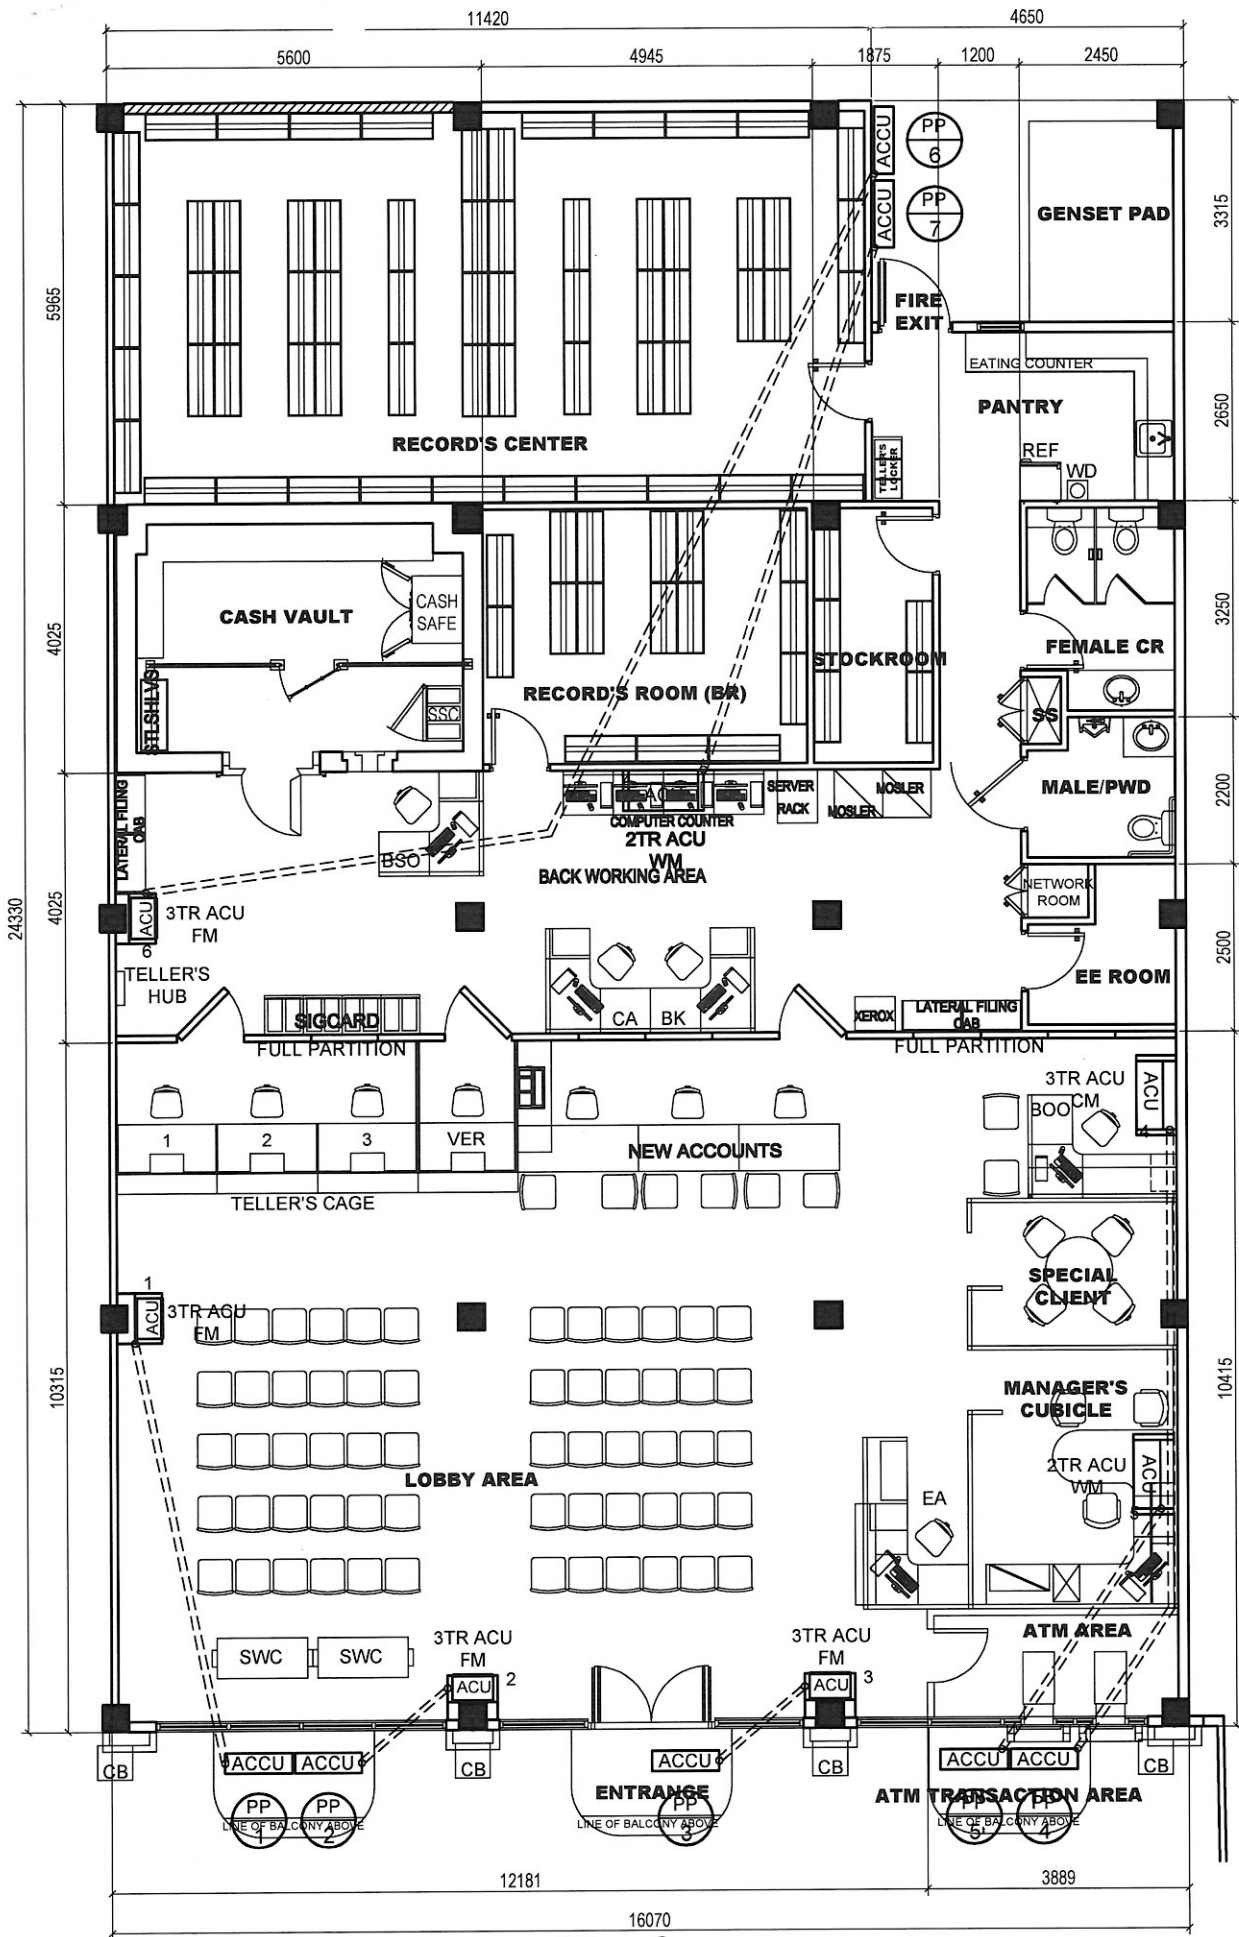 11420
4650
5600
4945
1875
1200
2450
ACCU
PP
6
ACCU
PP
7
GENSET PAD
3315
FIRE
EXIT
5965
EATING COUNTER
PANTRY
2650
RECORD'S CENTER
TELLER'S
LOCKER
REF
WD
CASH VAULT
CASH
SAFE
4025
STOCKROOM
FEMALE CR
3250
STLSHLVS
SSC
RECORD'S ROOM (BR)
SS
LATERAL FILING
CAB
BSO
COMPUTER COUNTER
2TR ACU
WM
BACK WORKING AREA
SERVER
RACK
MOSLER
MOSLER
MALE/PWD
2200
24330
4025
ACU
3TR ACU
FM
6
TELLER'S
HUB
NETWORK
ROOM
EE ROOM
2500
SIGCARD
CA
BK
XEROX
LATERAL FILING
CAB
FULL PARTITION
FULL PARTITION
3TR ACU
CM
ACU
4
BOO
1
2
3
VER
NEW ACCOUNTS
TELLER'S CAGE
SPECIAL
CLIENT
1
ACU
3TR ACU
FM
10315
10415
MANAGER'S
CUBICLE
2TR ACU
WM
ACU
LOBBY AREA
EA
ATM AREA
SWC
SWC
3TR ACU
FM
ACU
2
3TR ACU
FM
ACU
3
CB
ACCU
ACCU
CB
ACCU
CB
ACCU
ACCU
CB
ENTRANCE
ATM TRANSACTION AREA
PP
1
PP
2
LINE OF BALCONY ABOVE
PP
3
LINE OF BALCONY ABOVE
PP
5
PP
4
LINE OF BALCONY ABOVE
12181
3889
16070